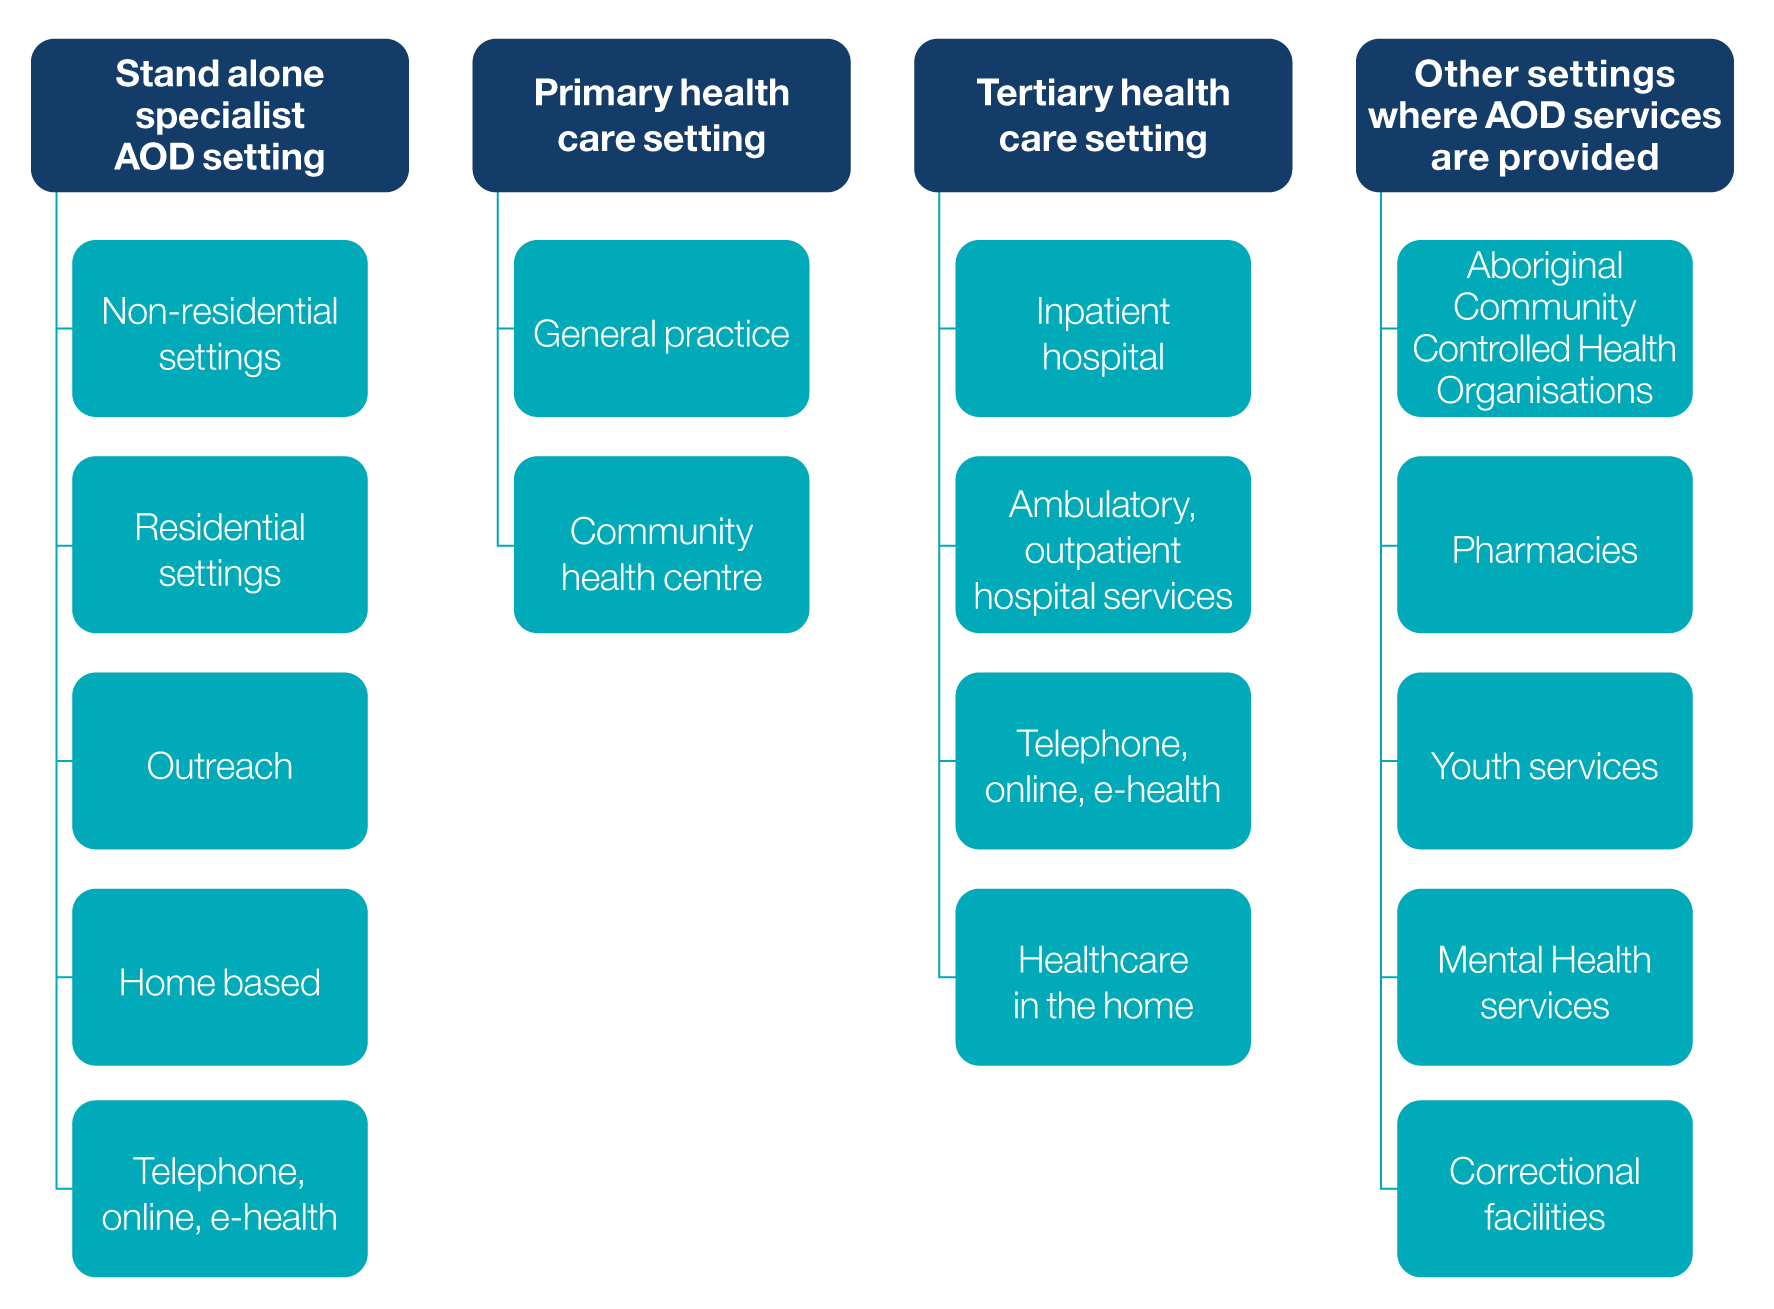 Stand alone
specialist
AOD setting
Non-residential
settings
Residential
settings
Outreach
Home based
Telephone,
online, e-health
Primary health
care setting
General practice
Community
health centre
Tertiary health
care setting
Inpatient
hospital
Ambulatory,
outpatient
hospital services
Telephone,
online, e-health
Healthcare
in the home
Other settings
where AOD services
are provided
Aboriginal
Community
Controlled Health
Organisations
Pharmacies
Youth services
Mental Health
services
Correctional
facilities